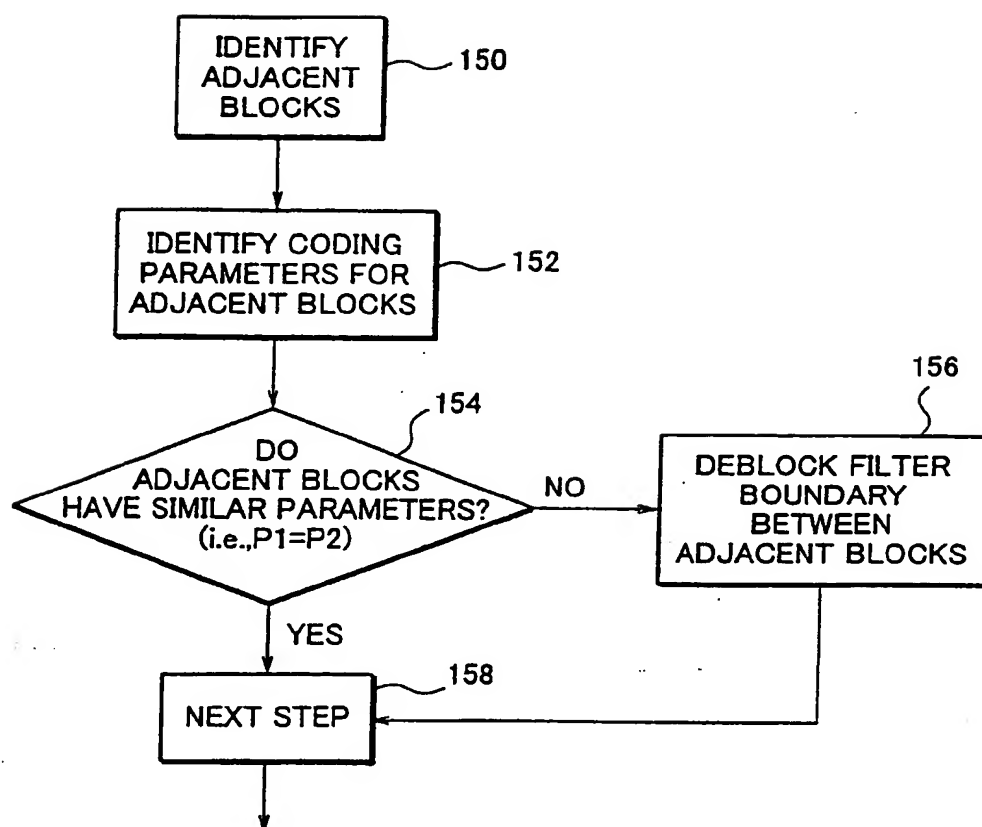 IDENTIFY
ADJACENT
BLOCKS
150
IDENTIFY CODING
PARAMETERS FOR
ADJACENT BLOCKS
152
154
DO
ADJACENT BLOCKS
HAVE SIMILAR PARAMETERS?
(i.e.,P1=P2)
NO
156
DEBLOCK FILTER
BOUNDARY
BETWEEN
ADJACENT BLOCKS
YES
158
NEXT STEP